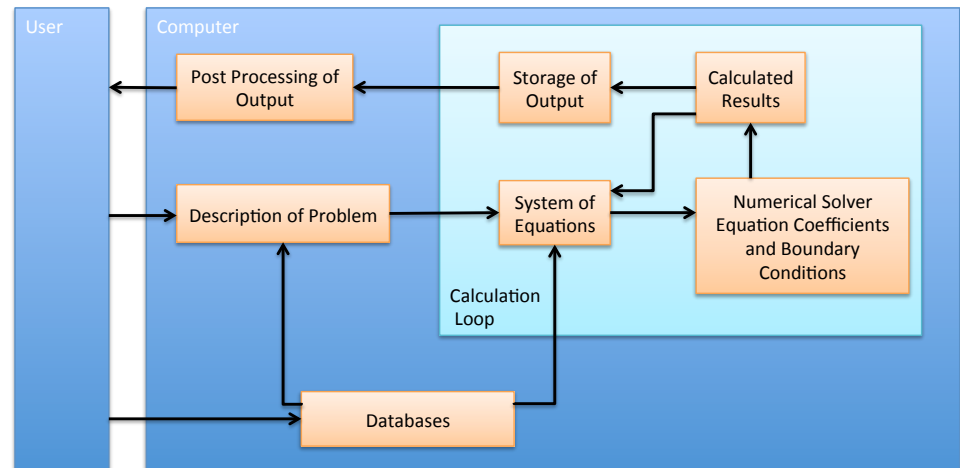 User
Computer
Post Processing of
Output
Storage of
Output
Calculated
Results
Description of Problem
System of
Equations
Numerical Solver
Equation Coefficients
and Boundary
Conditions
Calculation
Loop
Databases